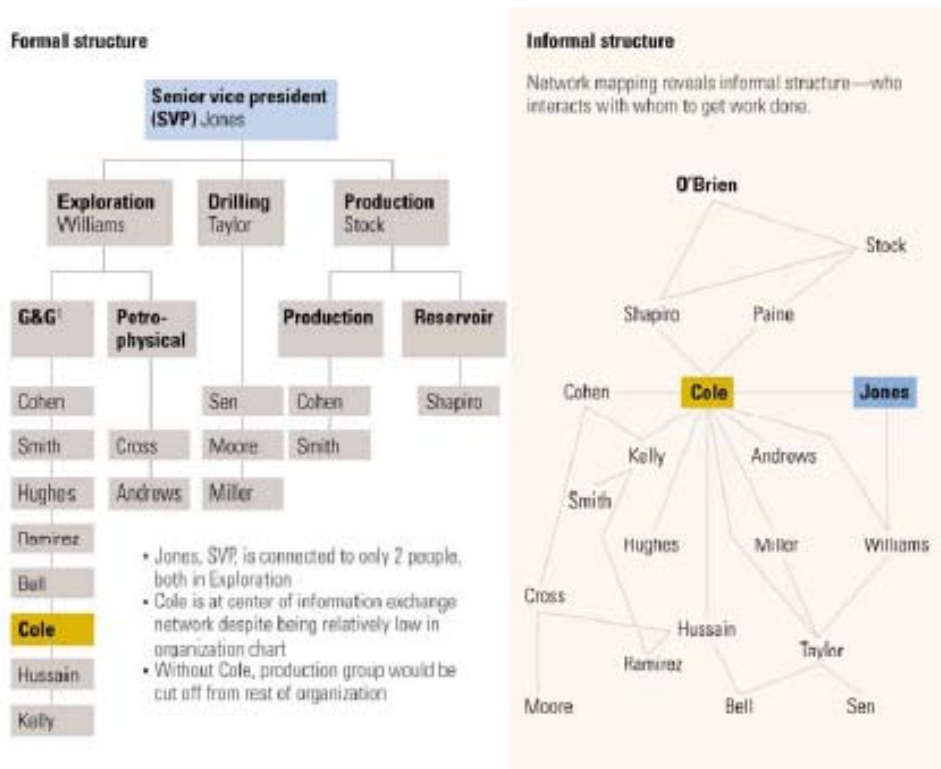 Formal structure
Senior vice president
(SVP) Jones
Exploration
Williams
Drilling
Taylor
Production
Stock
G&G¹
Petro-
physical
Production
Reservoir
Cohen
Smith
Hughes
Ramirez
Bell
Cole
Hussain
Kelly
Cross
Andrews
Sen
Moore
Miller
Cohen
Smith
Shapiro
• Jones, SVP, is connected to only 2 people,
both in Exploration
• Cole is at center of information exchange
network despite being relatively low in
organization chart
• Without Cole, production group would be
cut off from rest of organization
Informal structure
Network mapping reveals informal structure—who
interacts with whom to get work done.
O'Brien
Stock
Shapiro
Paine
Cohen
Cole
Jones
Kelly
Andrews
Smith
Hughes
Miller
Williams
Cross
Hussain
Taylor
Ramirez
Moore
Bell
Sen